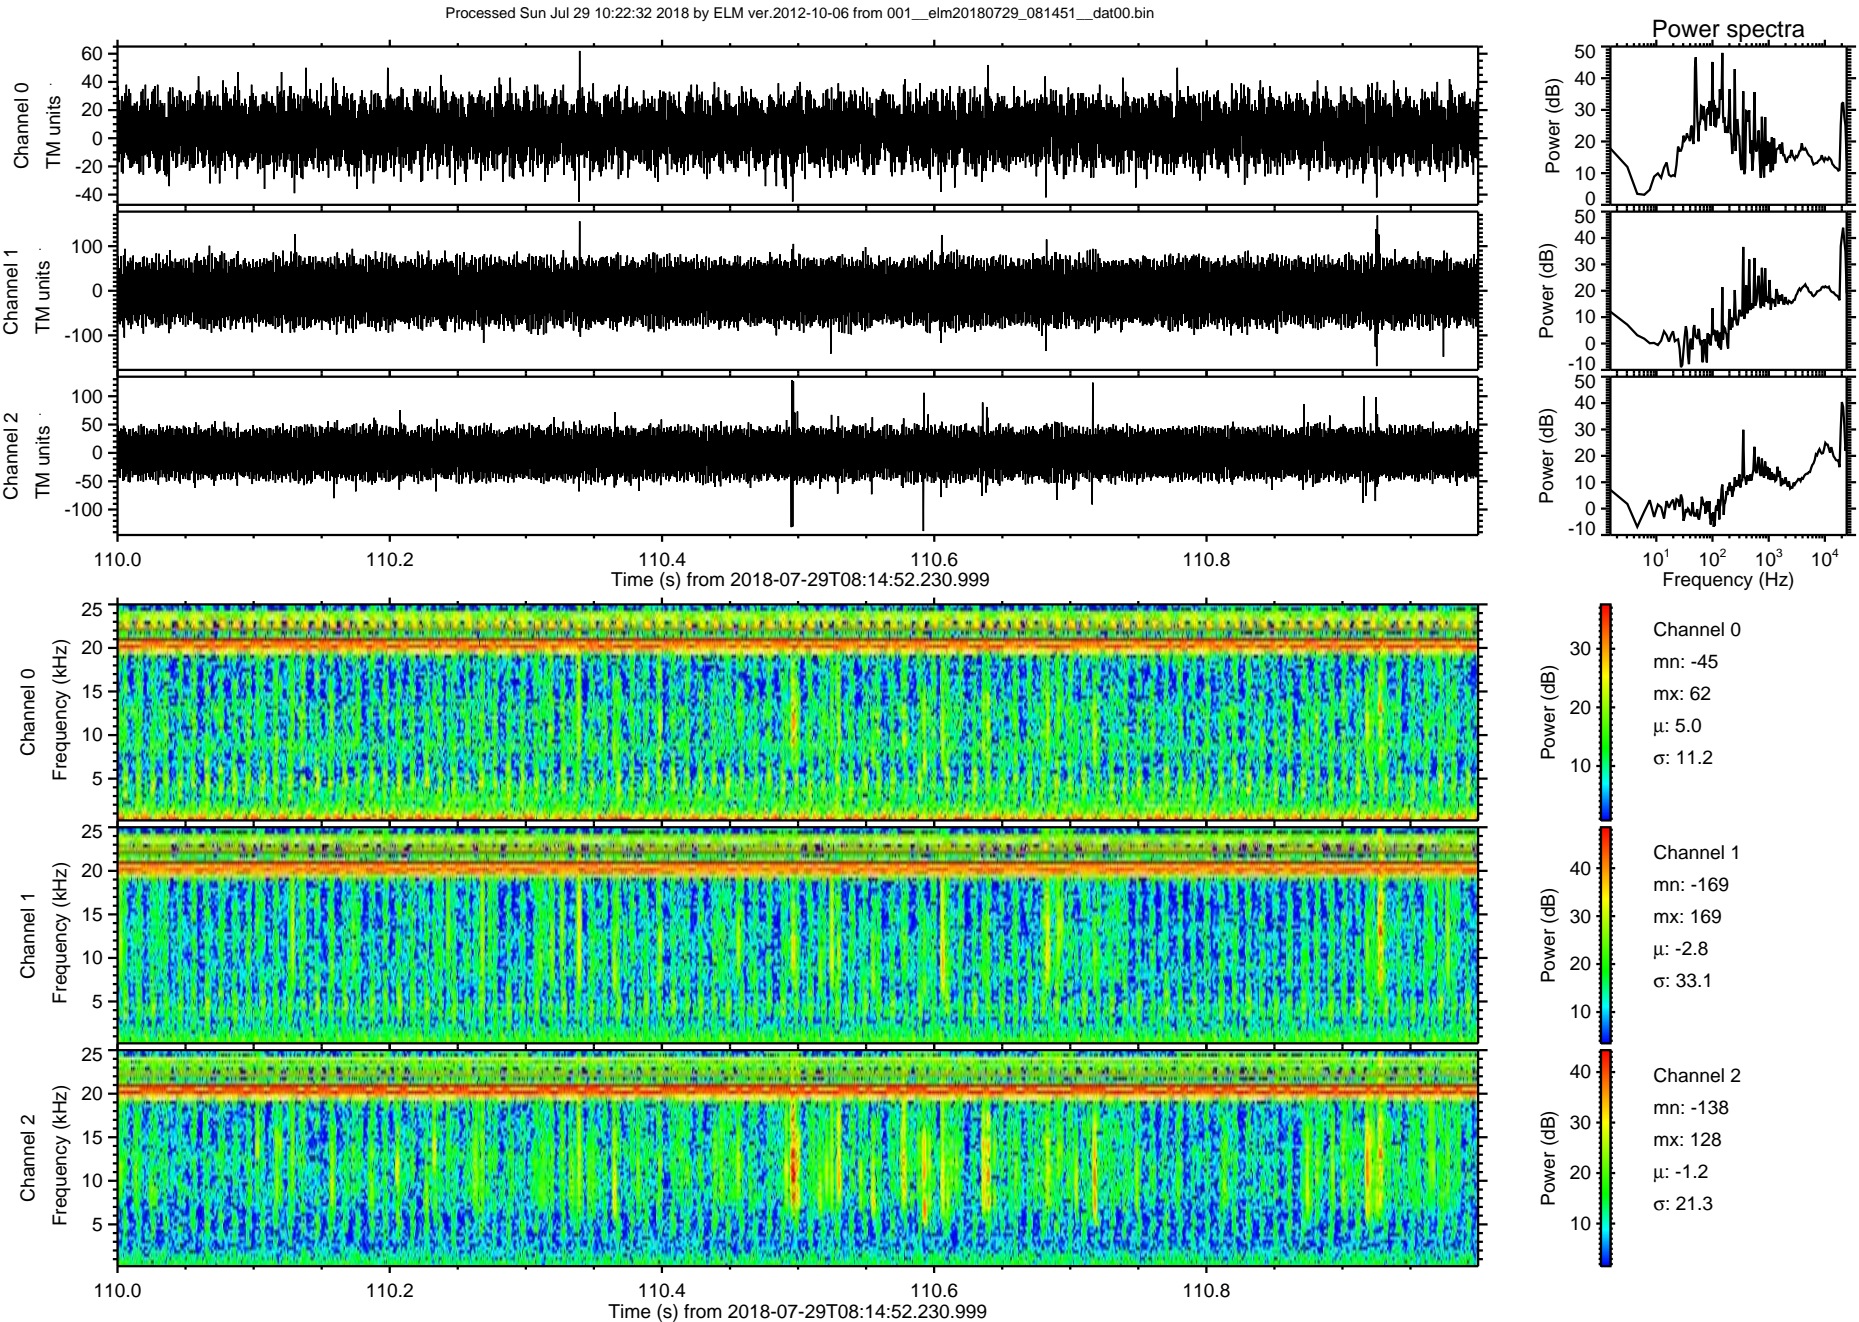 Processed Sun Jul 29 10:22:32 2018 by ELM ver.2012-10-06 from 001__elm20180729_081451__dat00.bin
Power spectra
Channel 0
TM units
60
40
20
0
-20
-40
Power (dB)
50
40
30
20
10
0
Channel 1
TM units
100
0
-100
Power (dB)
50
40
30
20
10
0
-10
Channel 2
TM units
100
50
0
-50
-100
Power (dB)
50
40
30
20
10
0
-10
110.0 110.2 110.4 110.6 110.8
Time (s) from 2018-07-29T08:14:52.230.999
10^1 10^2 10^3 10^4
Frequency (Hz)
Channel 0
Frequency (kHz)
25
20
15
10
5
Power (dB)
30
20
10
Channel 0
mn: -45
mx: 62
μ: 5.0
σ: 11.2
Channel 1
Frequency (kHz)
25
20
15
10
5
Power (dB)
40
30
20
10
Channel 1
mn: -169
mx: 169
μ: -2.8
σ: 33.1
Channel 2
Frequency (kHz)
25
20
15
10
5
Power (dB)
40
30
20
10
Channel 2
mn: -138
mx: 128
μ: -1.2
σ: 21.3
110.0 110.2 110.4 110.6 110.8
Time (s) from 2018-07-29T08:14:52.230.999